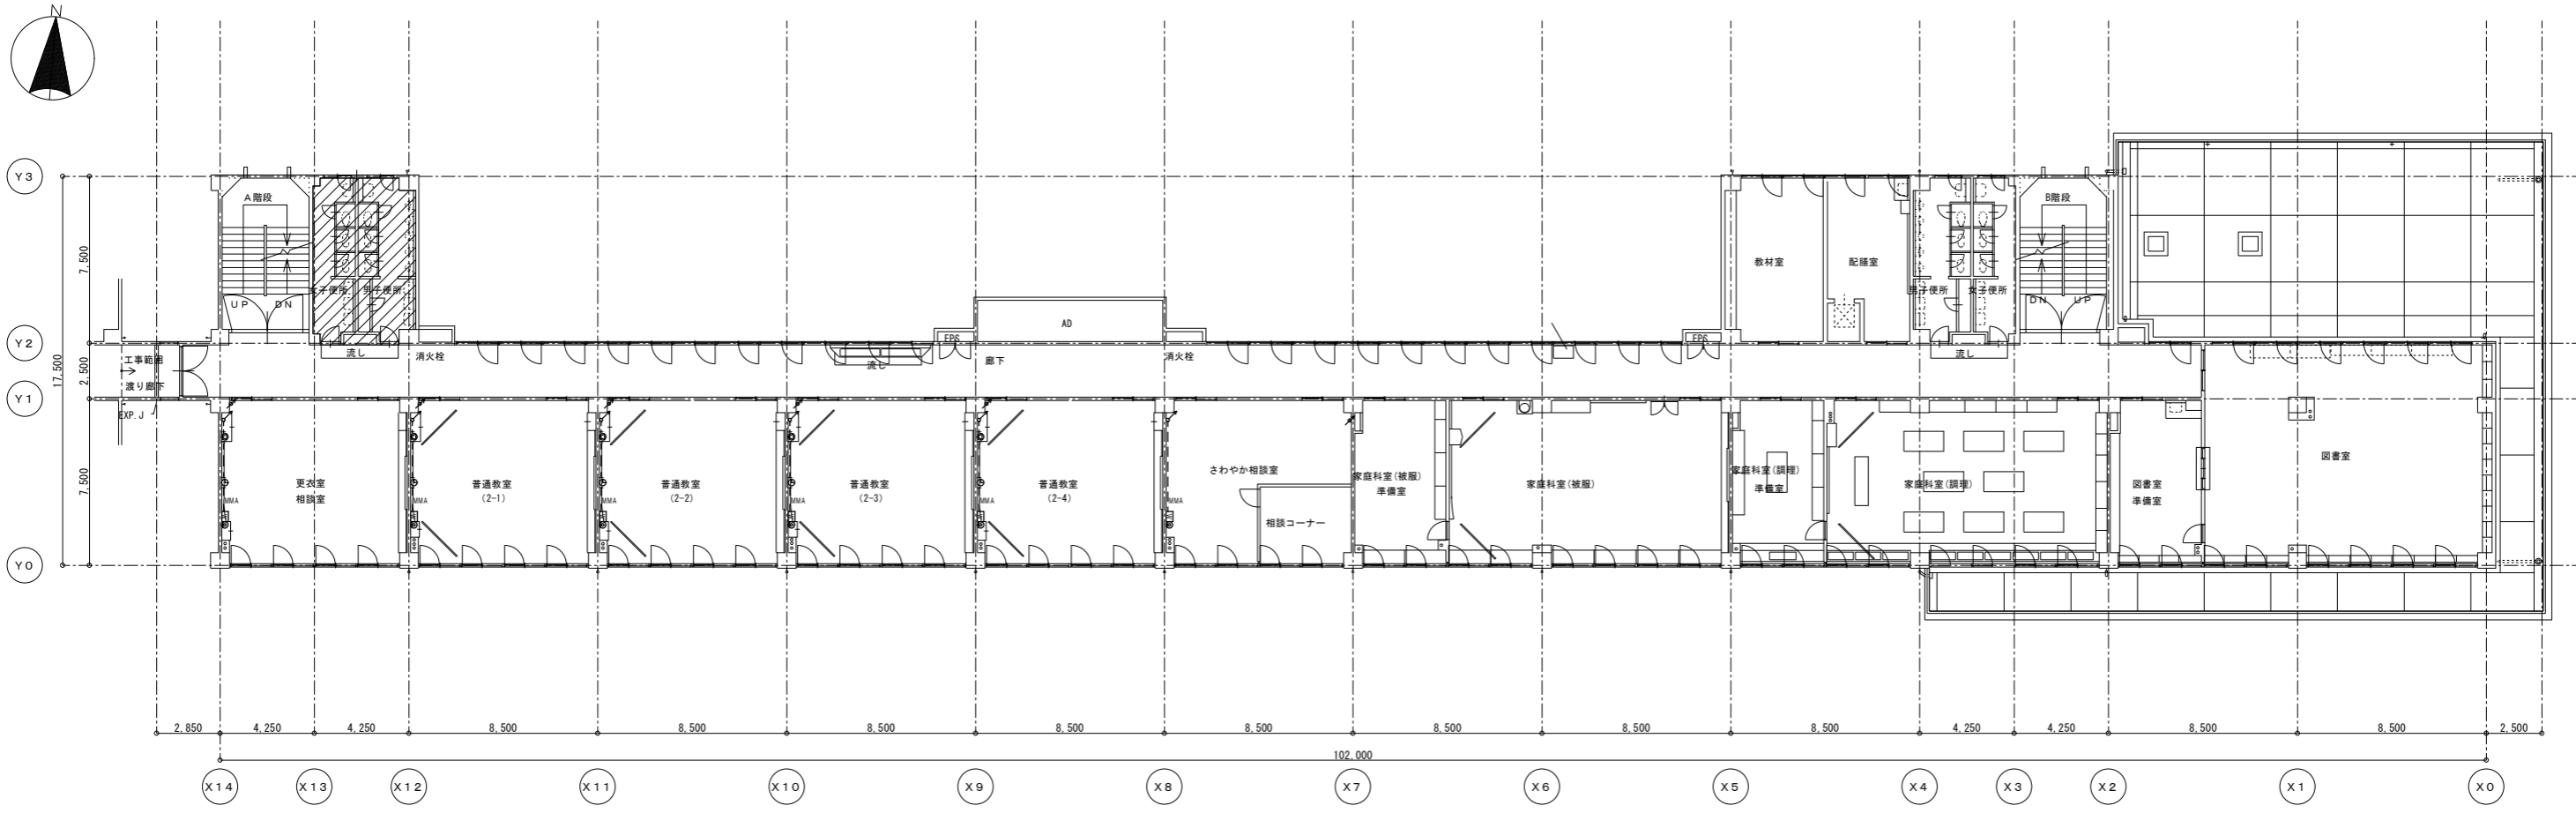 N
Y3
A階段
B階段
7,500
教材室
配膳室
女子便所
男子便所
男子便所
女子便所
UP
DN
DN
UP
AD
Y2
EPS
EPS
工事範囲
流し
消火栓
流し
廊下
消火栓
流し
17,500
2,500
渡り廊下
Y1
EXP.J
7,500
更衣室
相談室
普通教室
(2-1)
普通教室
(2-2)
普通教室
(2-3)
普通教室
(2-4)
さわやか相談室
相談コーナー
家庭科室(被服)
準備室
家庭科室(被服)
家庭科室(調理)
準備室
家庭科室(調理)
図書室
準備室
図書室
MMA
MMA
MMA
MMA
MMA
MMA
Y0
2,850
4,250
4,250
8,500
8,500
8,500
8,500
8,500
8,500
8,500
8,500
4,250
4,250
8,500
8,500
2,500
102,000
X14
X13
X12
X11
X10
X9
X8
X7
X6
X5
X4
X3
X2
X1
X0